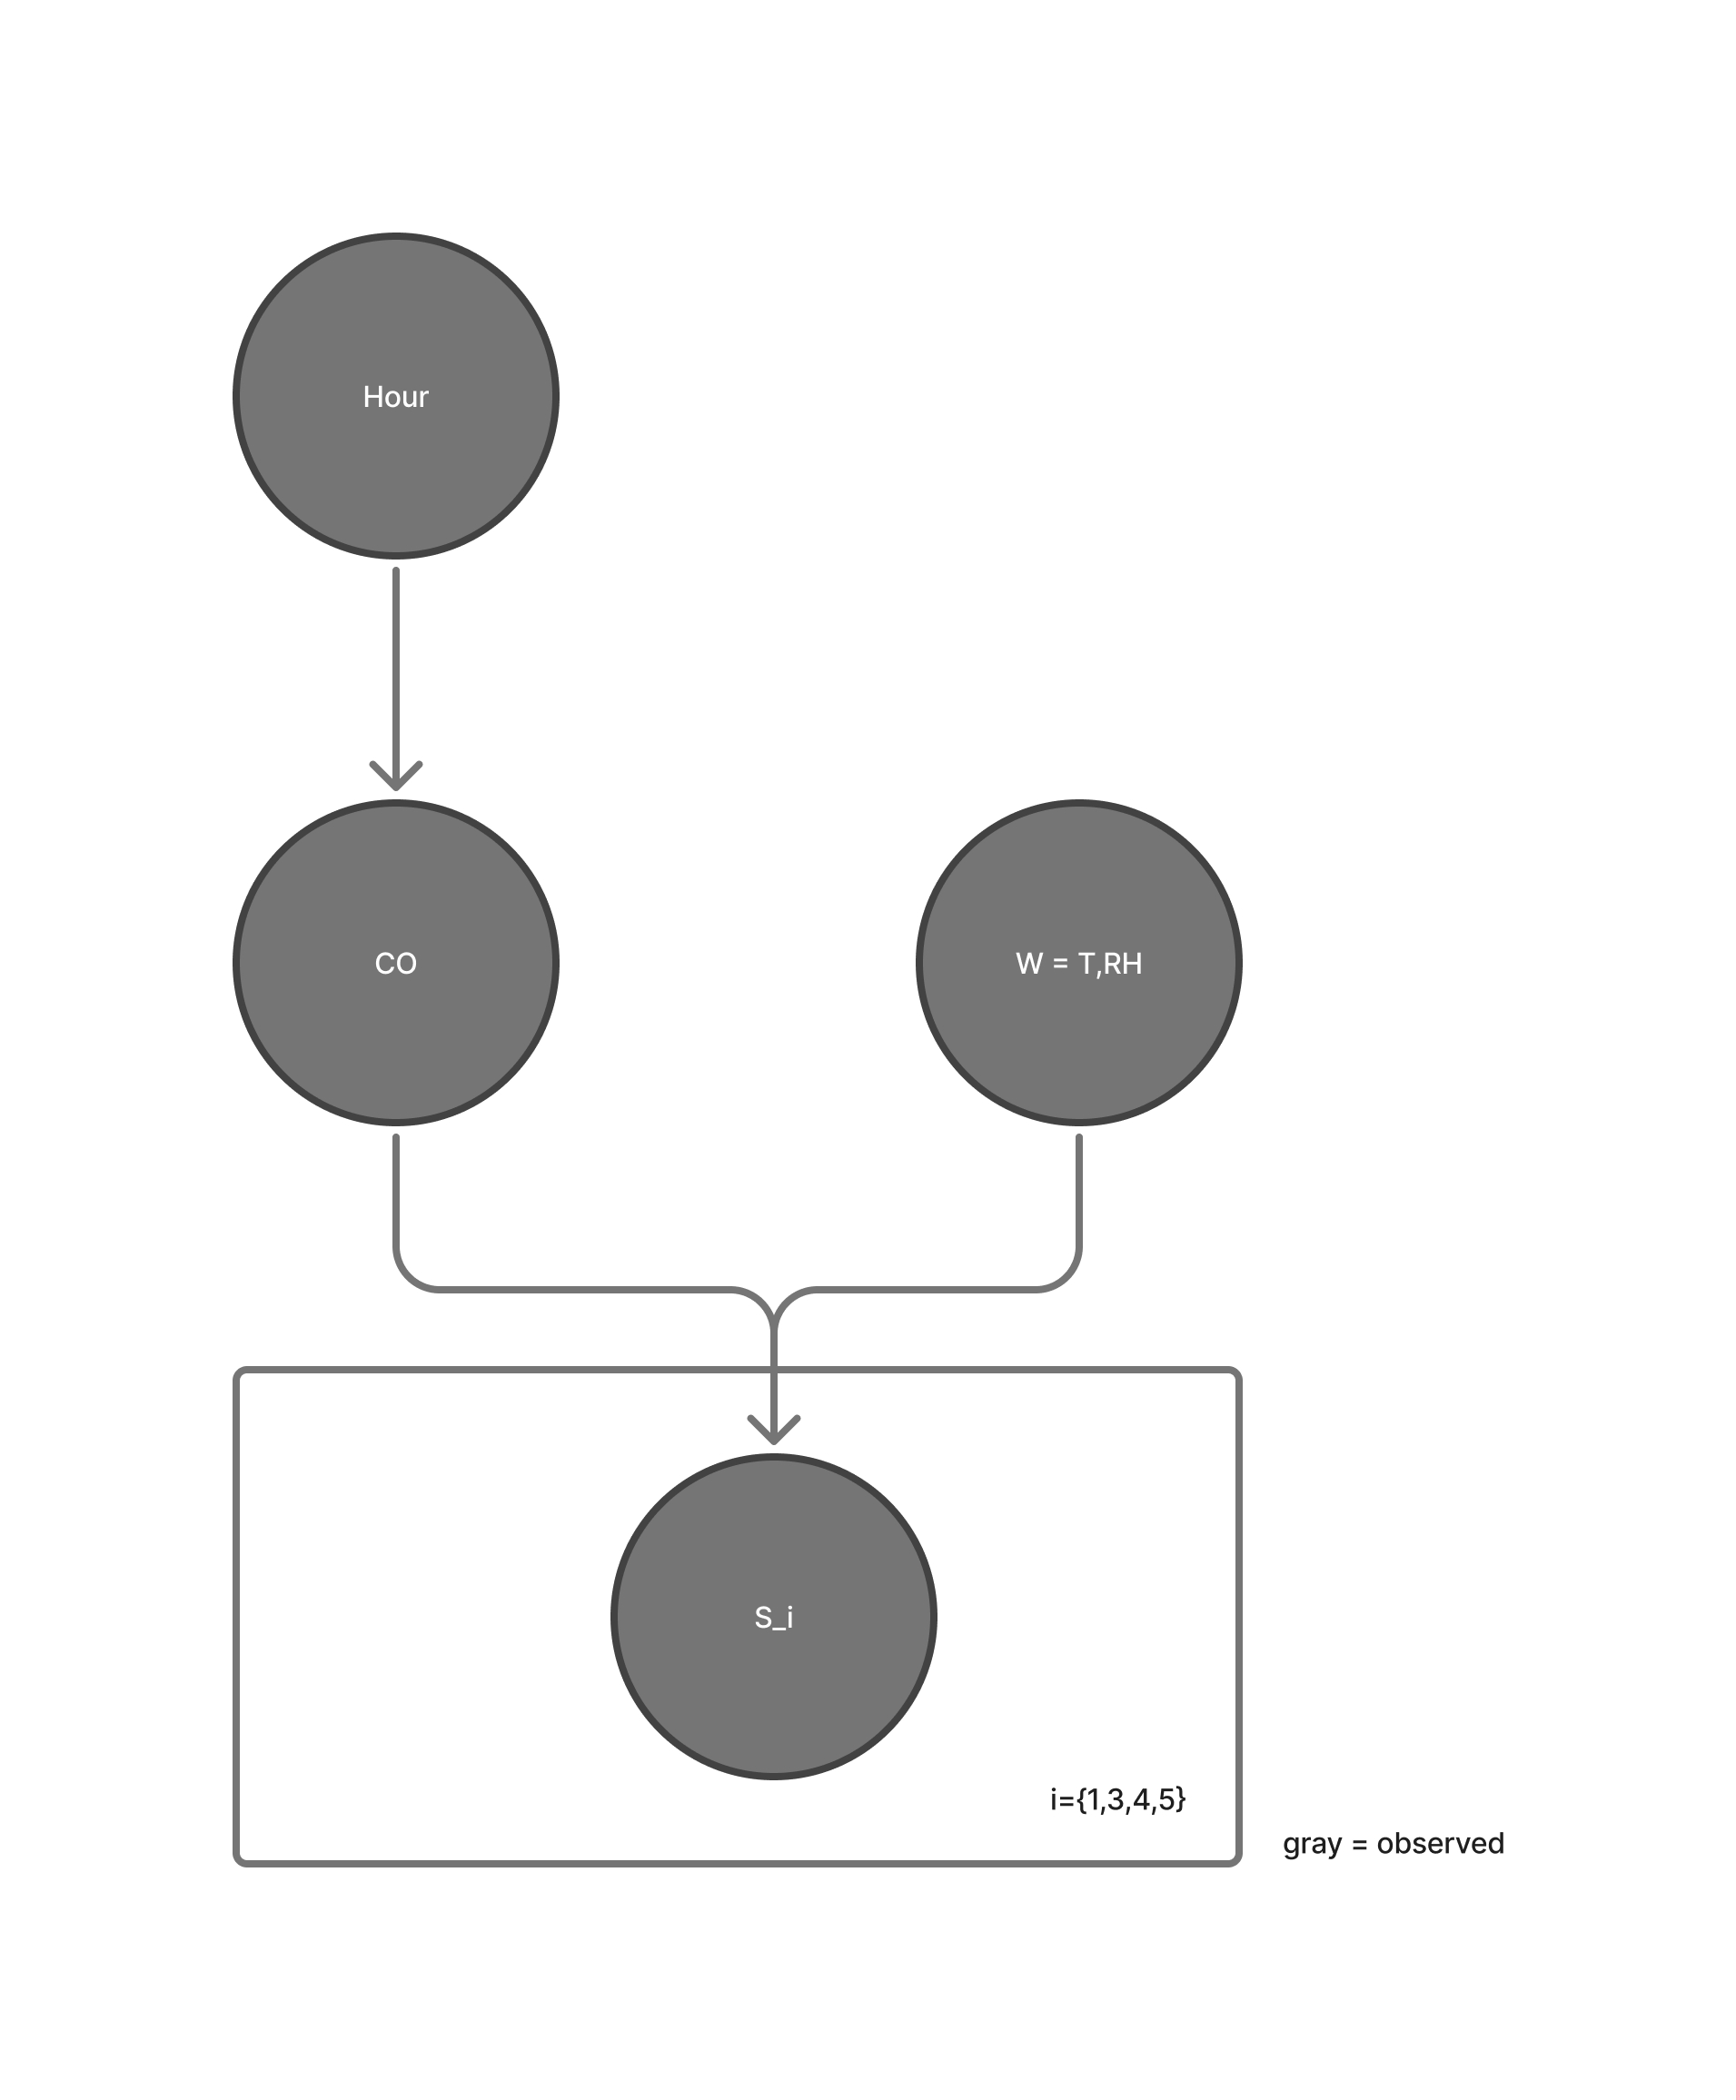 Hour
CO
W = T,RH
S_i
i={1,3,4,5}
gray = observed